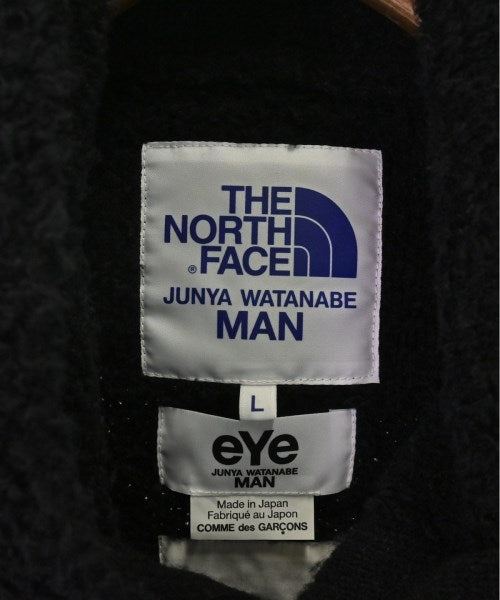 THE
NORTH
FACE
®
JUNYA WATANABE
MAN
L
eYe
JUNYA WATANABE
MAN
Made in Japan
Fabriqué au Japon
COMME des GARÇONS